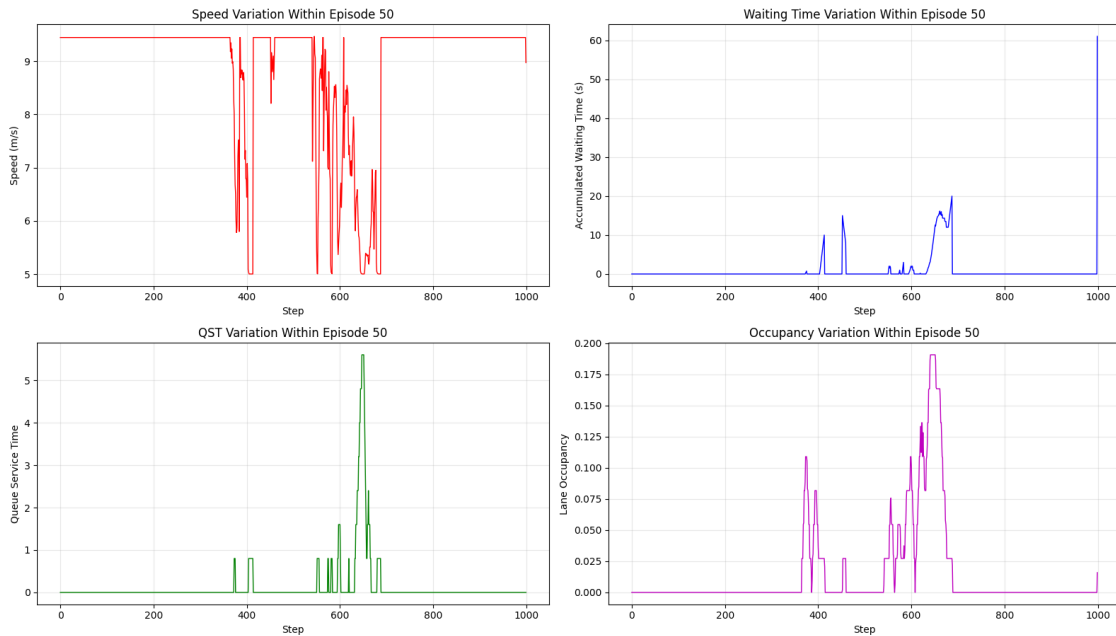 Speed Variation Within Episode 50
Speed (m/s)
9
8
7
6
5
0 200 400 600 800 1000
Step
Waiting Time Variation Within Episode 50
Accumulated Waiting Time (s)
60
50
40
30
20
10
0
0 200 400 600 800 1000
Step
QST Variation Within Episode 50
Queue Service Time
5
4
3
2
1
0
0 200 400 600 800 1000
Step
Occupancy Variation Within Episode 50
Lane Occupancy
0.200
0.175
0.150
0.125
0.100
0.075
0.050
0.025
0.000
0 200 400 600 800 1000
Step